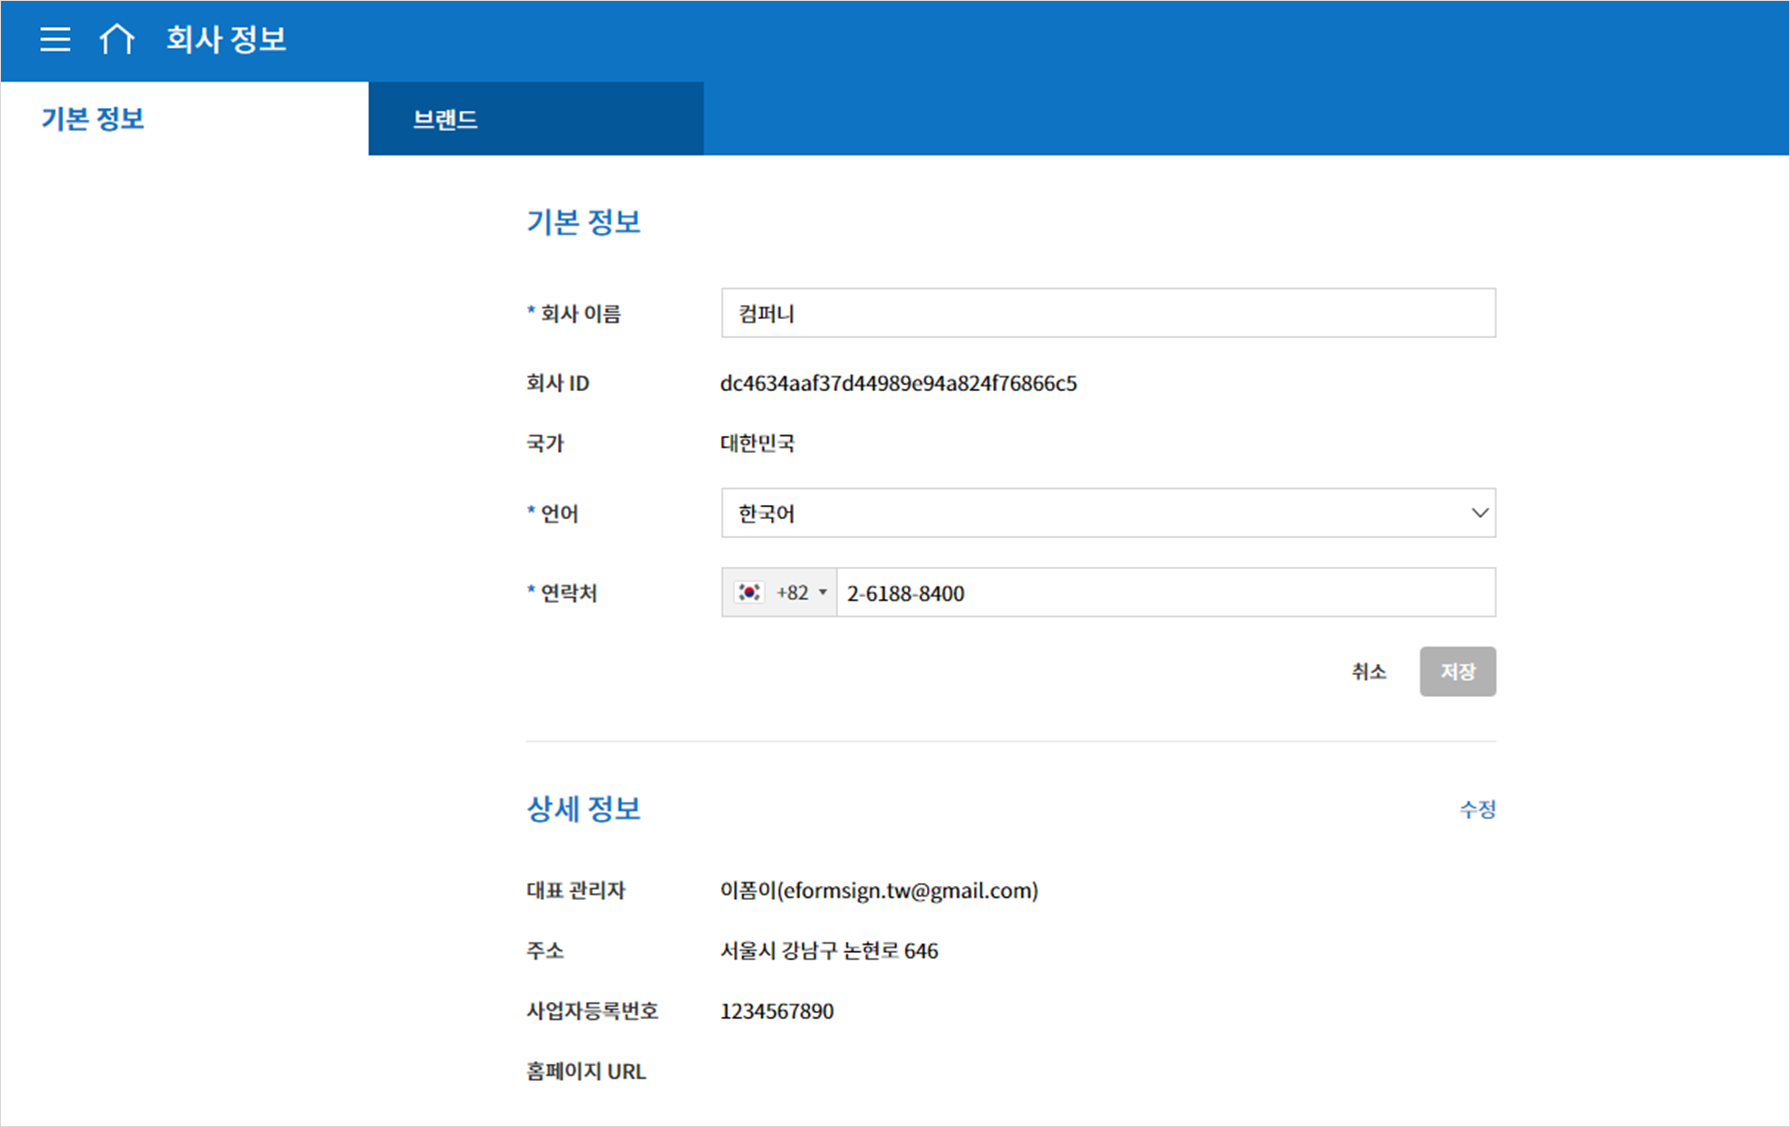 회사 정보
기본 정보
브랜드
기본 정보
* 회사 이름
컴퍼니
회사 ID
dc4634aaf37d44989e94a824f76866c5
국가
대한민국
* 언어
한국어
* 연락처
+82
2-6188-8400
취소
저장
상세 정보
수정
대표 관리자
이폼이(eformsign.tw@gmail.com)
주소
서울시 강남구 논현로 646
사업자등록번호
1234567890
홈페이지 URL